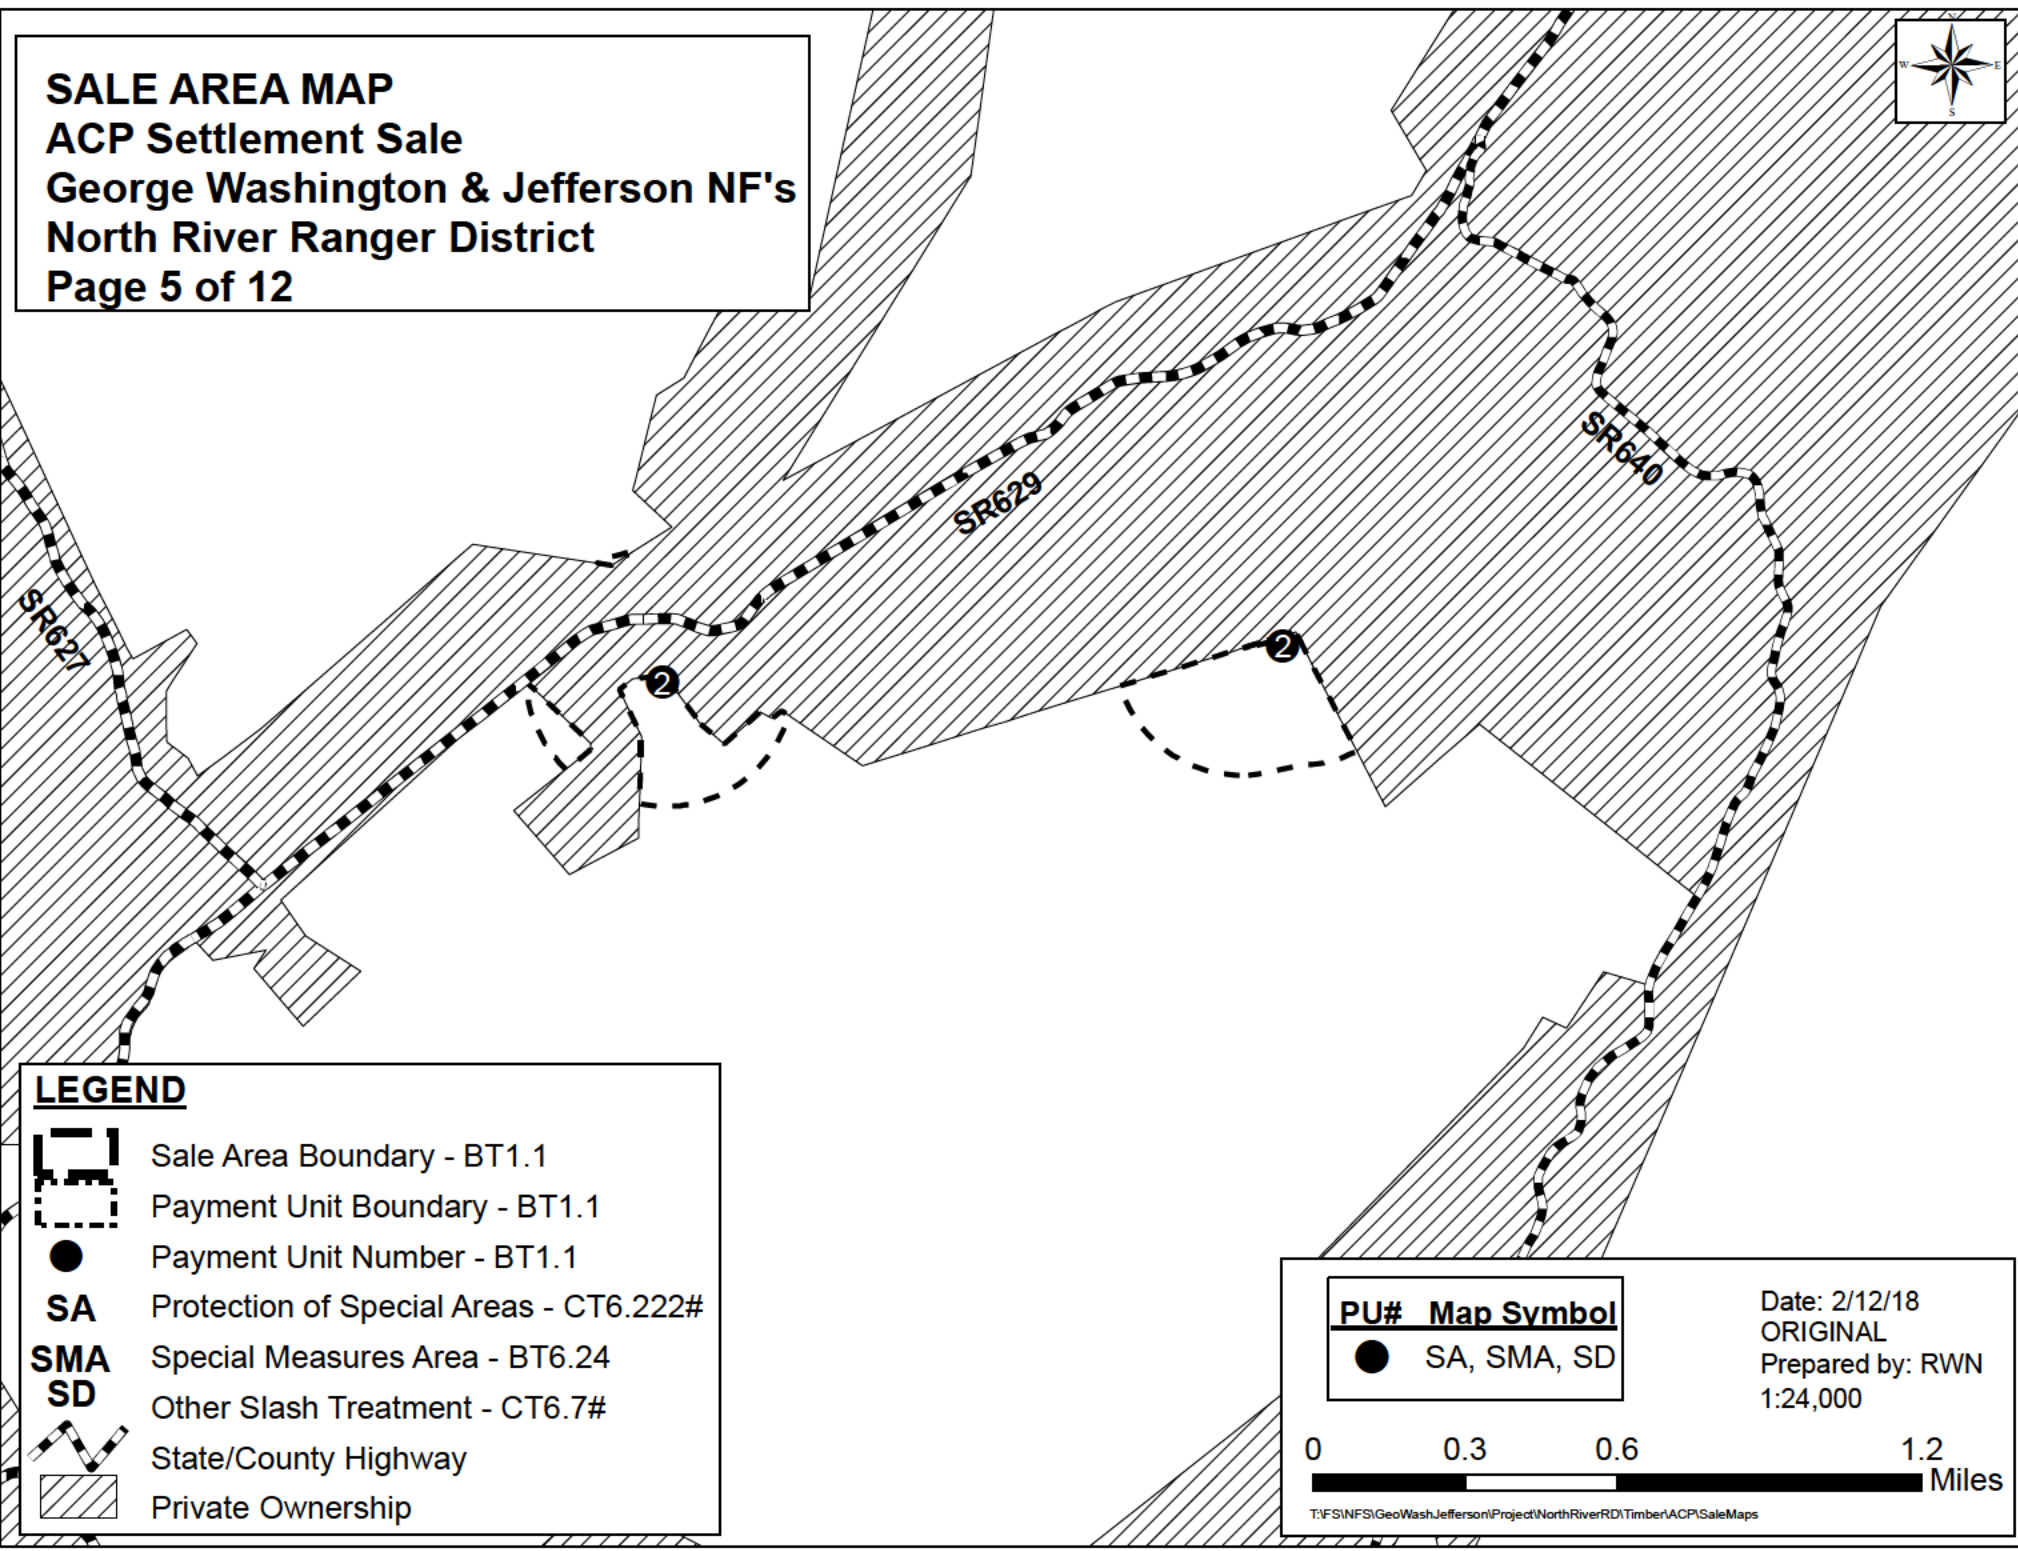 SALE AREA MAP
ACP Settlement Sale
George Washington & Jefferson NF's
North River Ranger District
Page 5 of 12
N
W
E
S
SR640
SR629
SR627
2
2
LEGEND
Sale Area Boundary - BT1.1
Payment Unit Boundary - BT1.1
Payment Unit Number - BT1.1
SA Protection of Special Areas - CT6.222#
SMA Special Measures Area - BT6.24
SD Other Slash Treatment - CT6.7#
State/County Highway
Private Ownership
PU# Map Symbol
SA, SMA, SD
Date: 2/12/18
ORIGINAL
Prepared by: RWN
1:24,000
0 0.3 0.6 1.2
Miles
T:\FS\NFS\GeoWashJefferson\Project\NorthRiverRD\Timber\ACP\SaleMaps